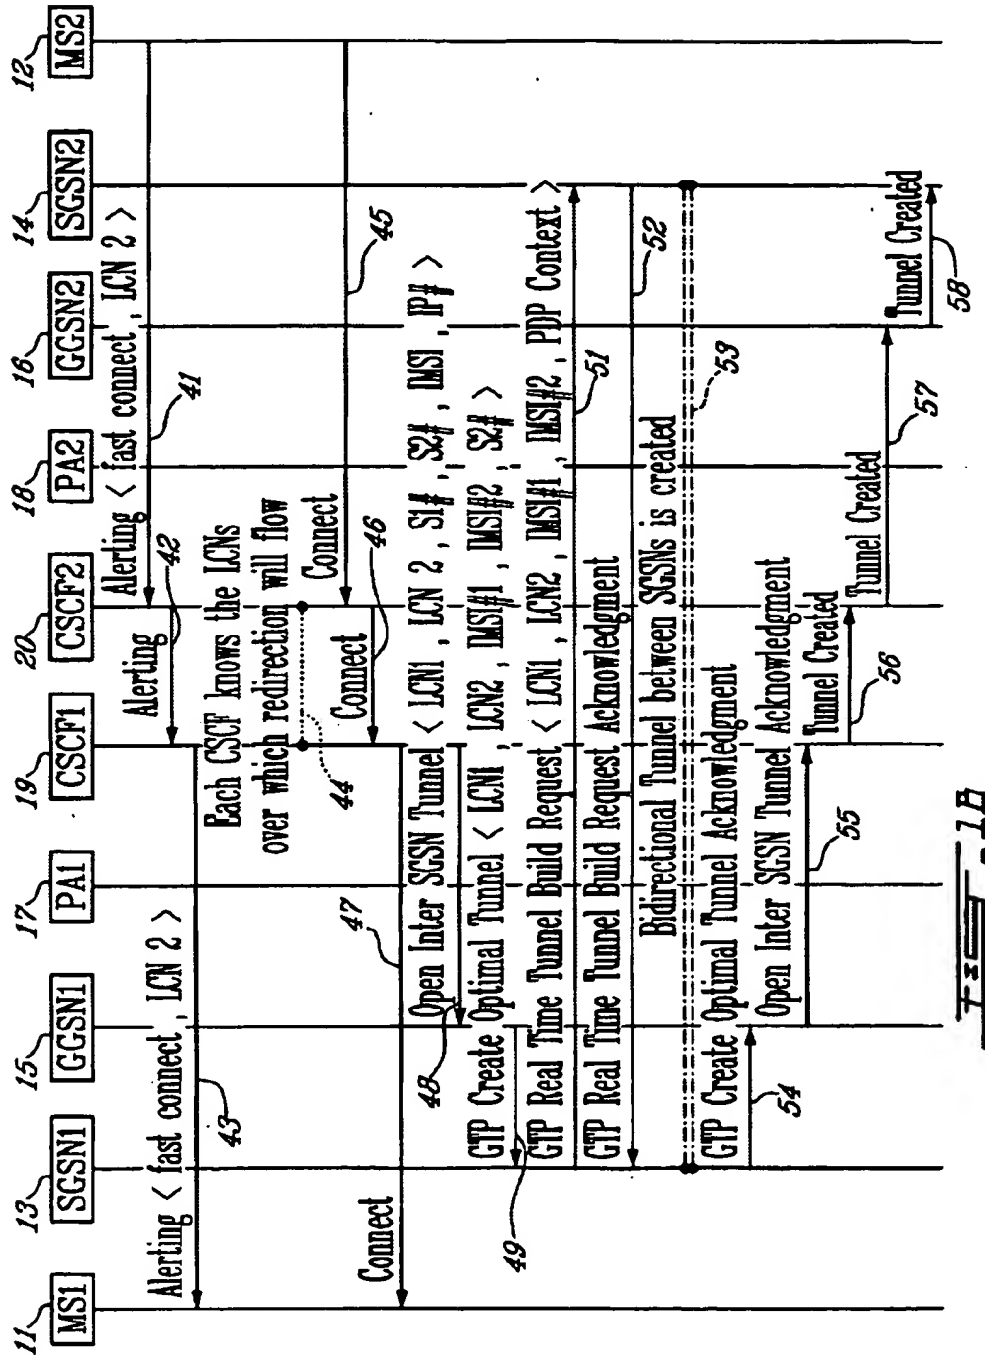 11 13 15 17 19 20 18 16 14 12
MS1 SGSN1 GGSN1 PA1 CSCF1 CSCF2 PA2 GGSN2 SGSN2 MS2
Alerting < fast connect , LCN 2 >
41
Alerting
42
Alerting < fast connect , LCN 2 >
43
Each CSCF knows the LCNs
over which redirection will flow
44
Connect
45
Connect
46
Connect
47
Open Inter SGSN Tunnel < LCN1 , LCN 2 , S1# , S2# , IMSI , IP# >
48
GTP Create Optimal Tunnel < LCN1 , LCN2 , IMSI#1 , IMSI#2 , S2# >
49
GTP Real Time Tunnel Build Request < LCN1 , LCN2 , IMSI#1 , IMSI#2 , PDP Context >
51
GTP Real Time Tunnel Build Request Acknowledgment
52
Bidirectional Tunnel between SGSNs is created
53
GTP Create Optimal Tunnel Acknowledgment
54
Open Inter SGSN Tunnel Acknowledgment
55
Tunnel Created
56
Tunnel Created
57
Tunnel Created
58